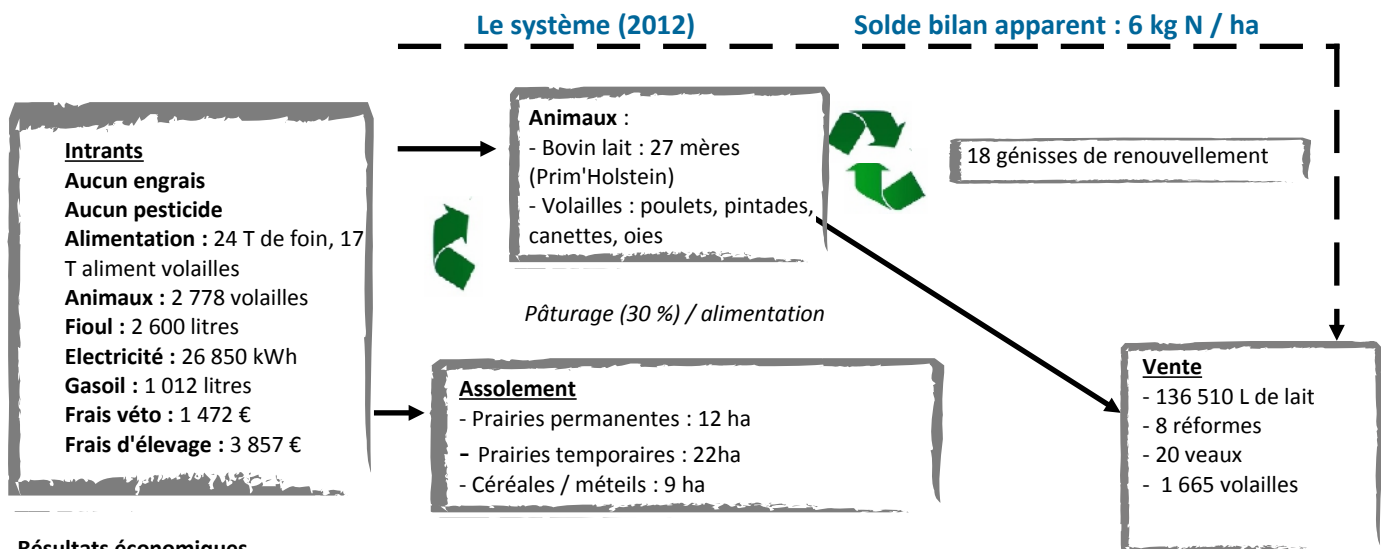 Le système (2012)
Solde bilan apparent : 6 kg N / ha
Intrants
Aucun engrais
Aucun pesticide
Alimentation : 24 T de foin, 17
T aliment volailles
Animaux : 2 778 volailles
Fioul : 2 600 litres
Electricité : 26 850 kWh
Gasoil : 1 012 litres
Frais véto : 1 472 €
Frais d'élevage : 3 857 €
Animaux :
- Bovin lait : 27 mères
(Prim'Holstein)
- Volailles : poulets, pintades,
canettes, oies
18 génisses de renouvellement
Pâturage (30 %) / alimentation
Assolement
- Prairies permanentes : 12 ha
- Prairies temporaires : 22ha
- Céréales / méteils : 9 ha
Vente
- 136 510 L de lait
- 8 réformes
- 20 veaux
- 1 665 volailles
Résultats économiques